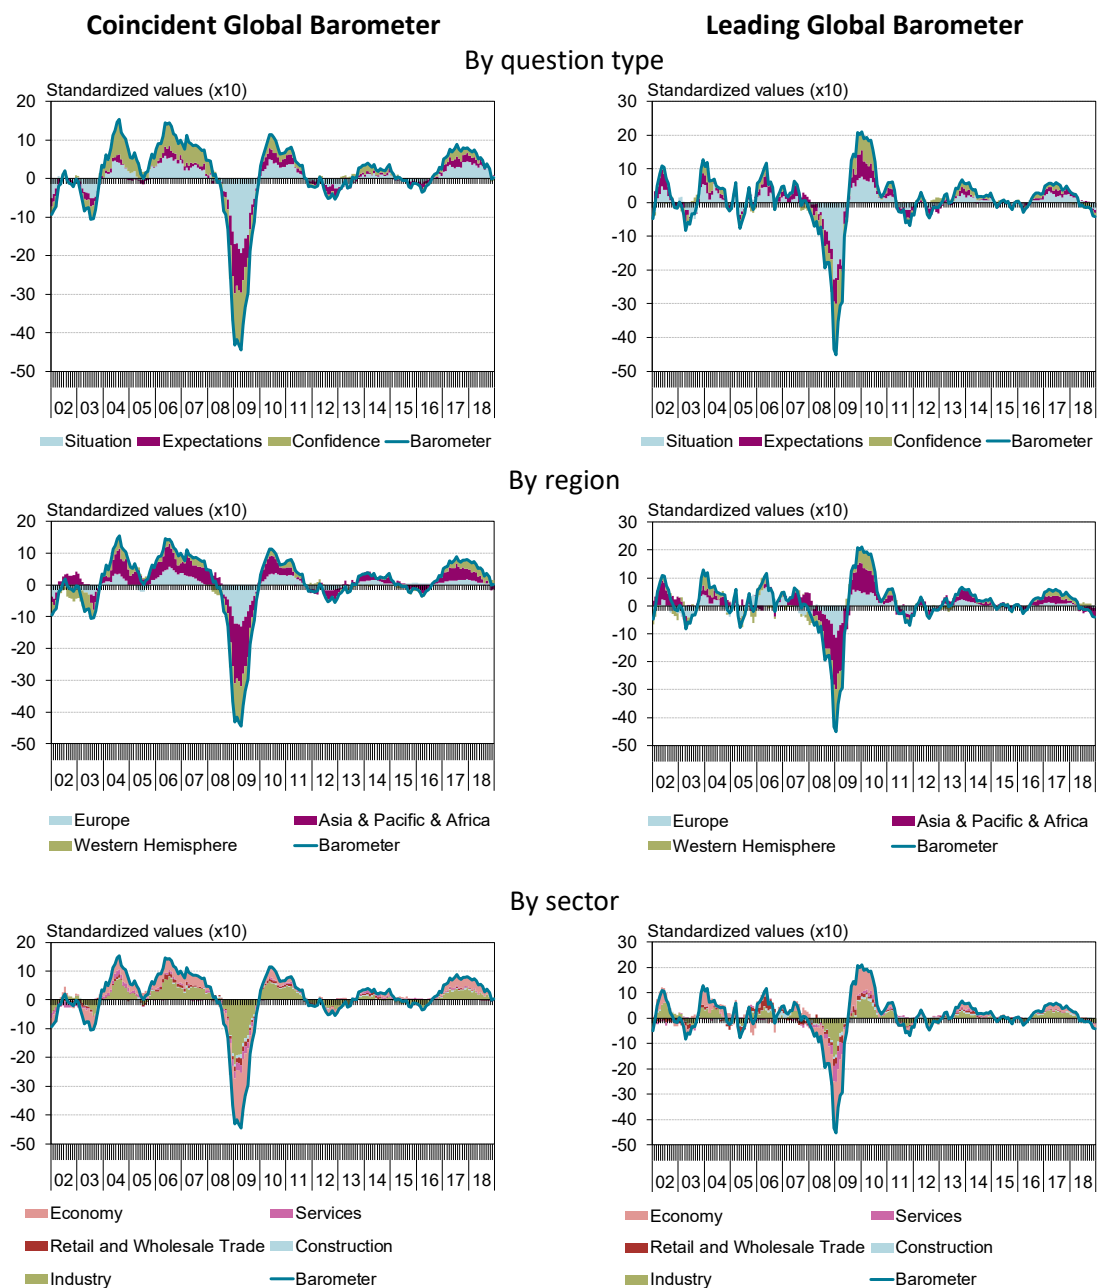 Coincident Global Barometer
Leading Global Barometer
By question type
Standardized values (x10)
20
10
0
-10
-20
-30
-40
-50
02 03 04 05 06 07 08 09 10 11 12 13 14 15 16 17 18
Situation Expectations Confidence Barometer
Standardized values (x10)
30
20
10
0
-10
-20
-30
-40
-50
02 03 04 05 06 07 08 09 10 11 12 13 14 15 16 17 18
Situation Expectations Confidence Barometer
By region
Standardized values (x10)
20
10
0
-10
-20
-30
-40
-50
02 03 04 05 06 07 08 09 10 11 12 13 14 15 16 17 18
Europe Asia & Pacific & Africa
Western Hemisphere Barometer
Standardized values (x10)
30
20
10
0
-10
-20
-30
-40
-50
02 03 04 05 06 07 08 09 10 11 12 13 14 15 16 17 18
Europe Asia & Pacific & Africa
Western Hemisphere Barometer
By sector
Standardized values (x10)
20
10
0
-10
-20
-30
-40
-50
02 03 04 05 06 07 08 09 10 11 12 13 14 15 16 17 18
Economy Services
Retail and Wholesale Trade Construction
Industry Barometer
Standardized values (x10)
30
20
10
0
-10
-20
-30
-40
-50
02 03 04 05 06 07 08 09 10 11 12 13 14 15 16 17 18
Economy Services
Retail and Wholesale Trade Construction
Industry Barometer